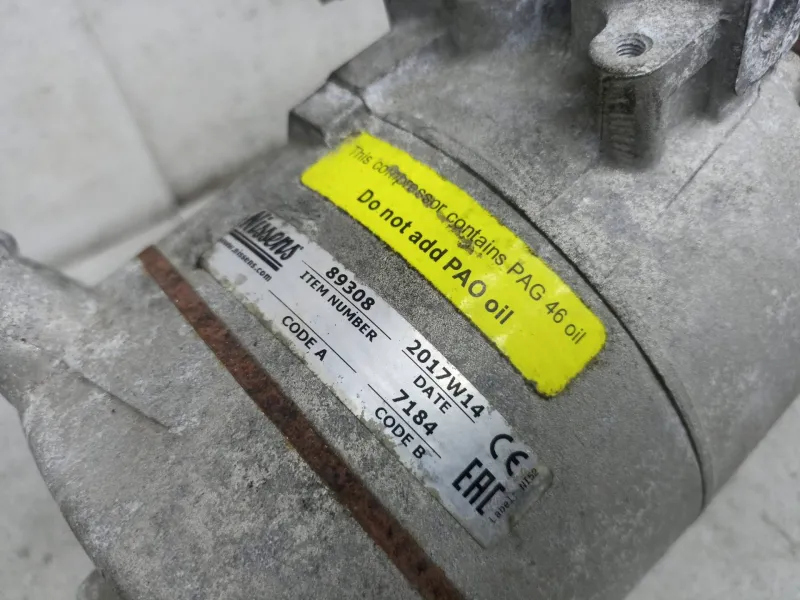 This compressor contains PAG 46 oil
Do not add PAO oil
Nissens
www.nissens.com
89308
ITEM NUMBER
2017W14
DATE
CODE A
7184
CODE B
CE
EAC